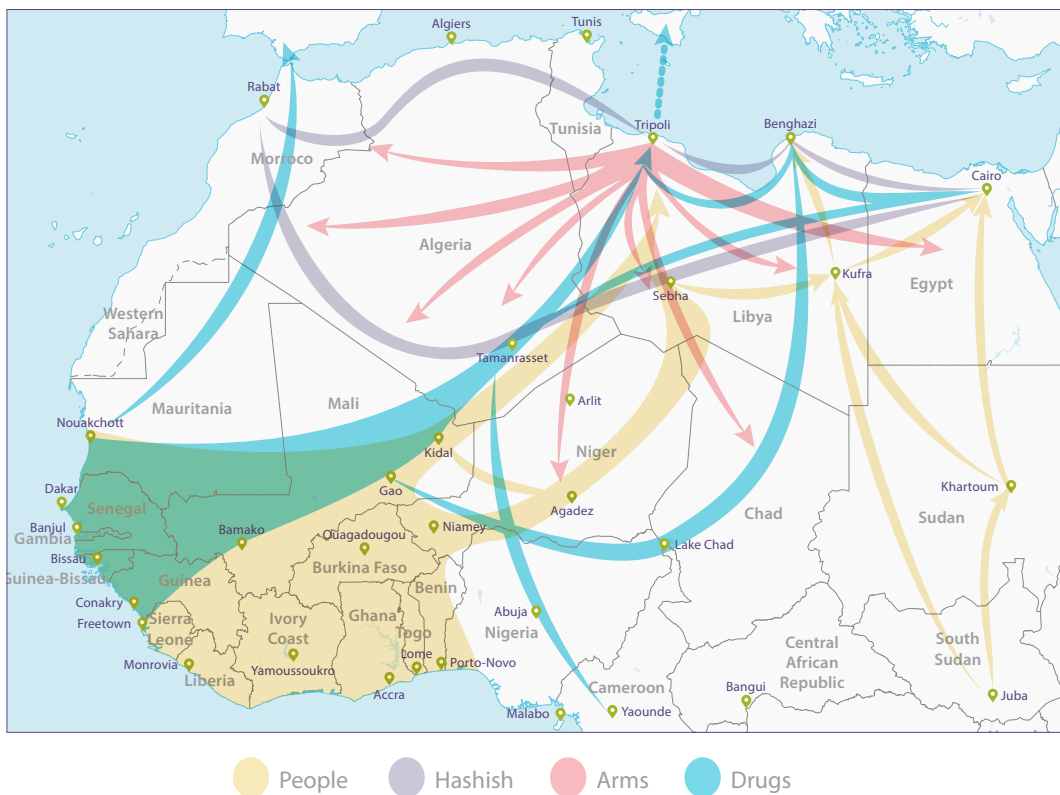 Algiers
Tunis
Rabat
Tripoli
Benghazi
Tunisia
Morroco
Cairo
Algeria
Kufra
Egypt
Sebha
Libya
Western
Sahara
Tamanrasset
Mauritania
Mali
Arlit
Nouakchott
Kidal
Niger
Gao
Agadez
Khartoum
Dakar
Senegal
Chad
Sudan
Banjul
Gambia
Bamako
Ouagadougou
Niamey
Lake Chad
Bissau
Guinea-Bissau
Guinea
Burkina Faso
Benin
Conakry
Freetown
Sierra
Leone
Ivory
Coast
Ghana
Togo
Abuja
Nigeria
Central
African
Republic
South
Sudan
Monrovia
Liberia
Yamoussoukro
Lome
Porto-Novo
Accra
Cameroon
Bangui
Juba
Malabo
Yaounde
People
Hashish
Arms
Drugs